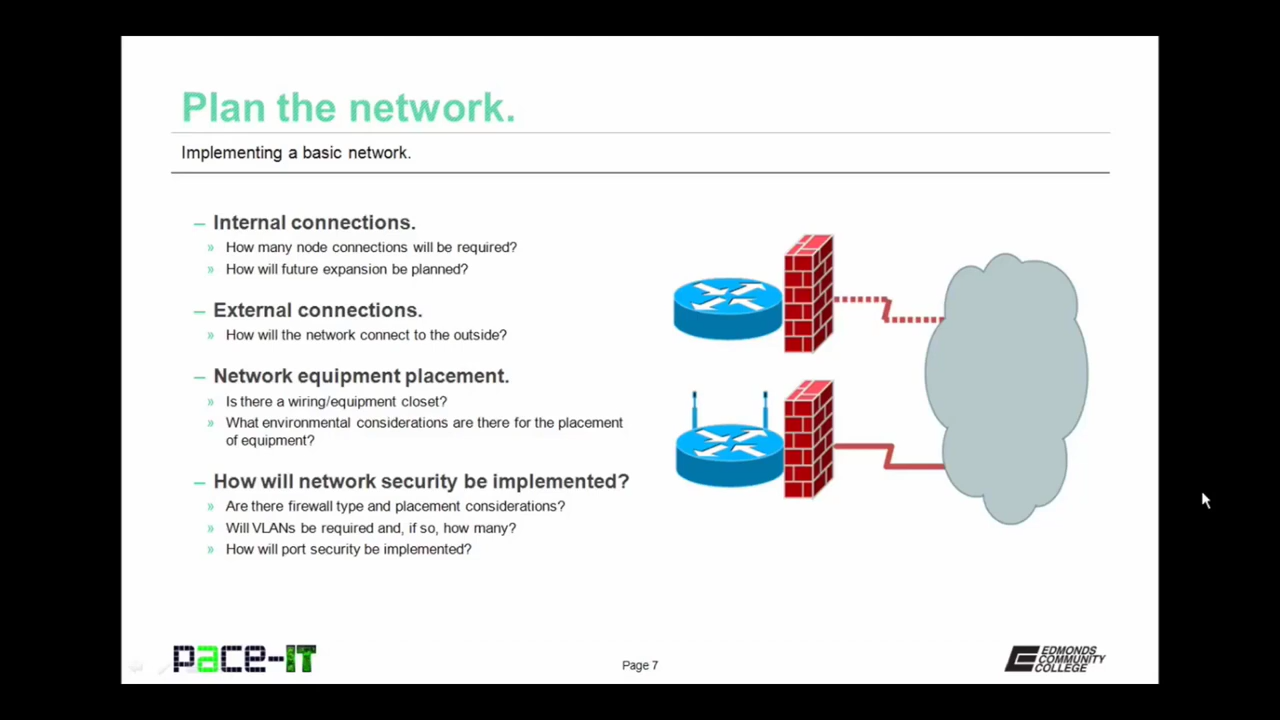 Plan the network.
Implementing a basic network.
– Internal connections.
» How many node connections will be required?
» How will future expansion be planned?
– External connections.
» How will the network connect to the outside?
– Network equipment placement.
» Is there a wiring/equipment closet?
» What environmental considerations are there for the placement
of equipment?
– How will network security be implemented?
» Are there firewall type and placement considerations?
» Will VLANs be required and, if so, how many?
» How will port security be implemented?
pace-IT
Page 7
EDMONDS
COMMUNITY
COLLEGE